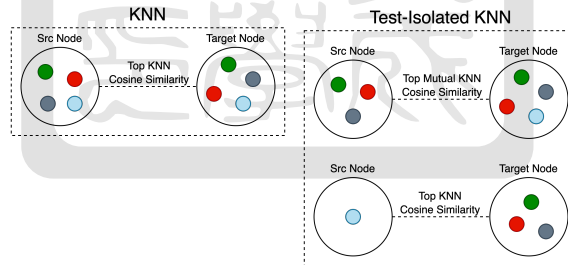 KNN
Src Node
Target Node
Top KNN
Cosine Similarity
Test-Isolated KNN
Src Node
Target Node
Top Mutual KNN
Cosine Similarity
Src Node
Target Node
Top KNN
Cosine Similarity